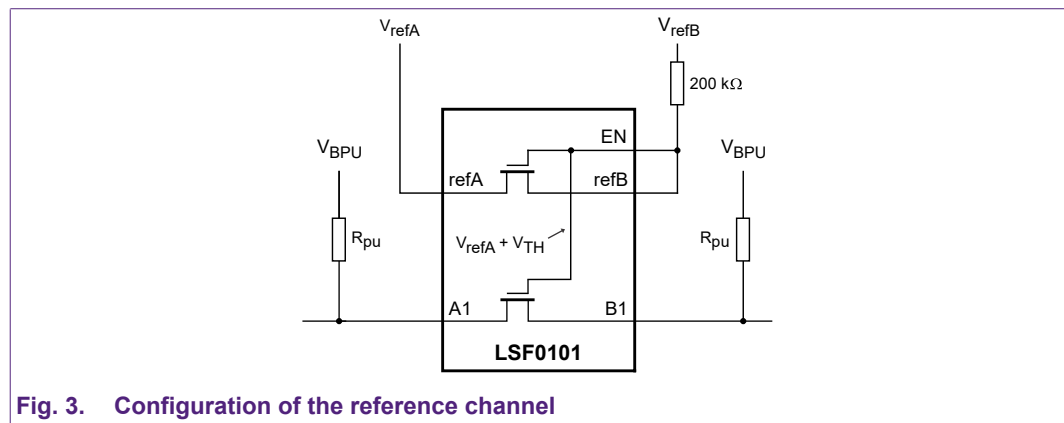 VrefA
VrefB
200 kΩ
VBPU
EN
VBPU
refA
refB
Rpu
VrefA + VTH
Rpu
A1
B1
LSF0101
Fig. 3. Configuration of the reference channel